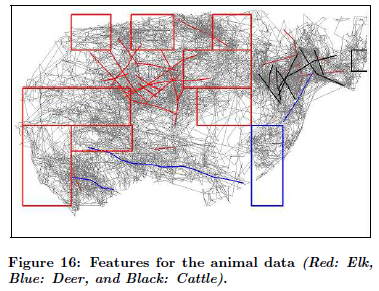 Figure 16: Features for the animal data (Red: Elk,
Blue: Deer, and Black: Cattle).